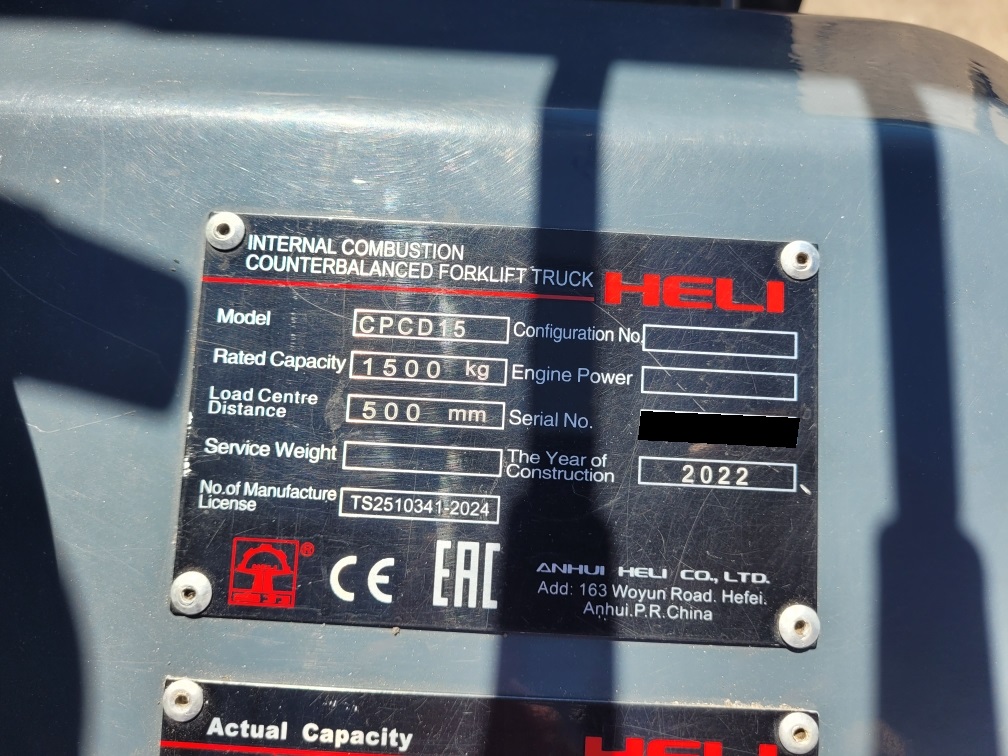 INTERNAL COMBUSTION
COUNTERBALANCED FORKLIFT TRUCK
HELI
Model CPCD15 Configuration No.
Rated Capacity 1500 kg Engine Power
Load Centre
Distance 500 mm Serial No.
Service Weight The Year of
Construction 2022
No.of Manufacture
License TS2510341-2024
® CE EAC
ANHUI HELI CO., LTD.
Add: 163 Woyun Road. Hefei.
Anhui.P.R.China
Actual Capacity
HELI